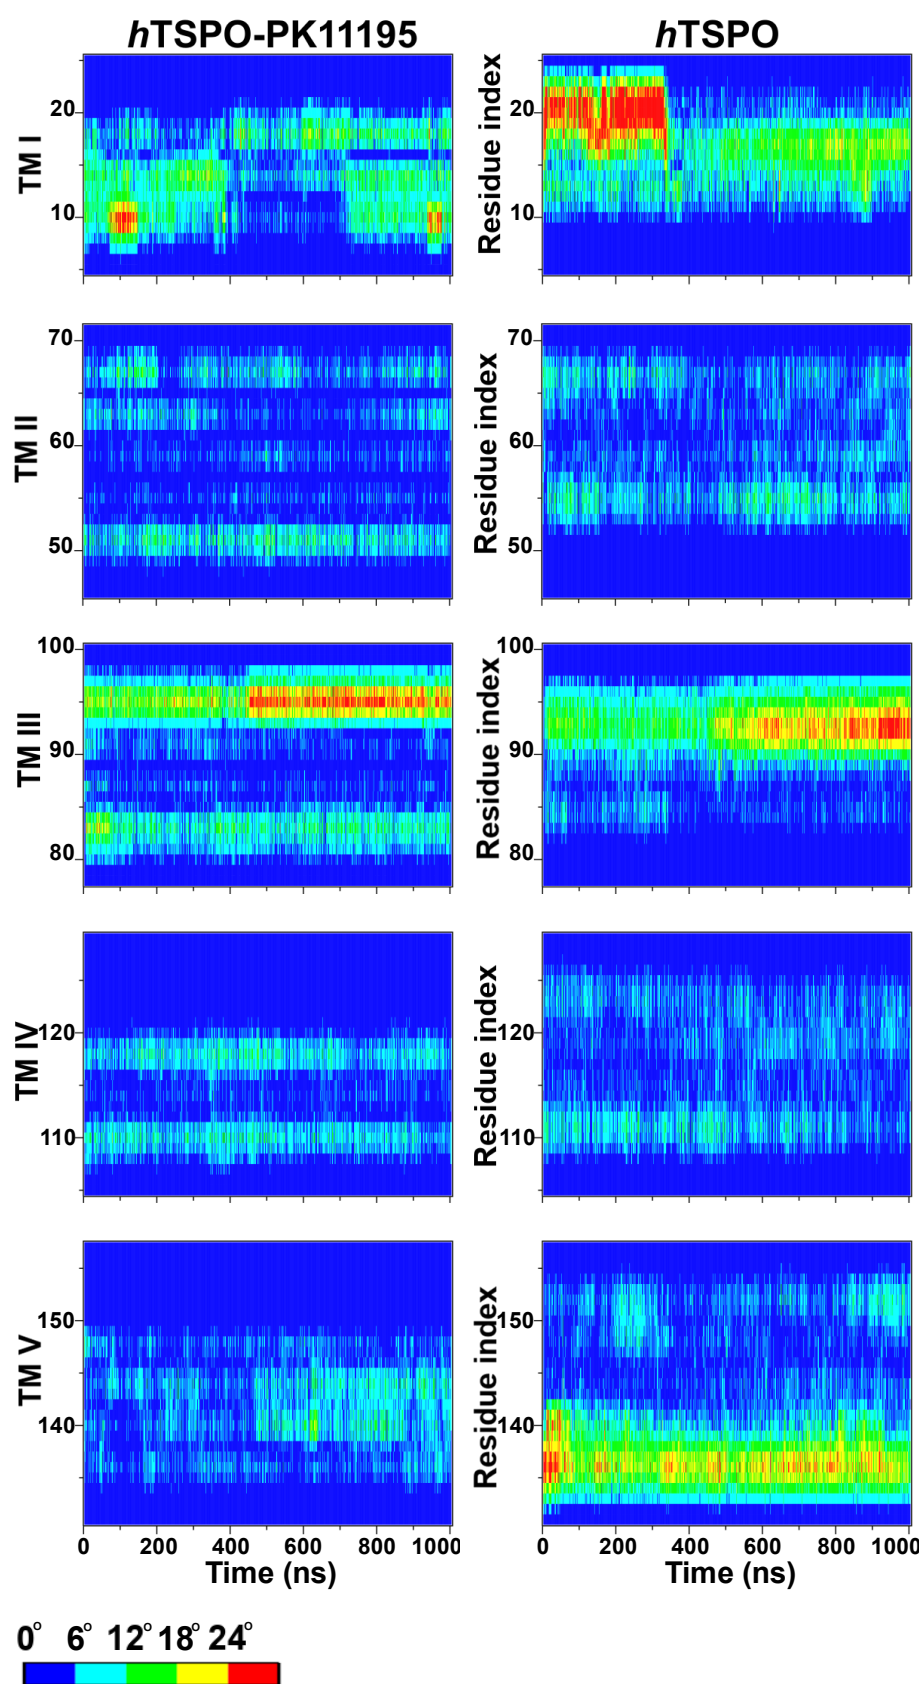 hTSPO-PK11195 hTSPO
TM I
20
10
Residue index
20
10
TM II
70
60
50
Residue index
70
60
50
TM III
100
90
80
Residue index
100
90
80
TM IV
120
110
Residue index
120
110
TM V
150
140
Residue index
150
140
0 200 400 600 800 1000
0 200 400 600 800 1000
Time (ns) Time (ns)
0° 6° 12° 18° 24°